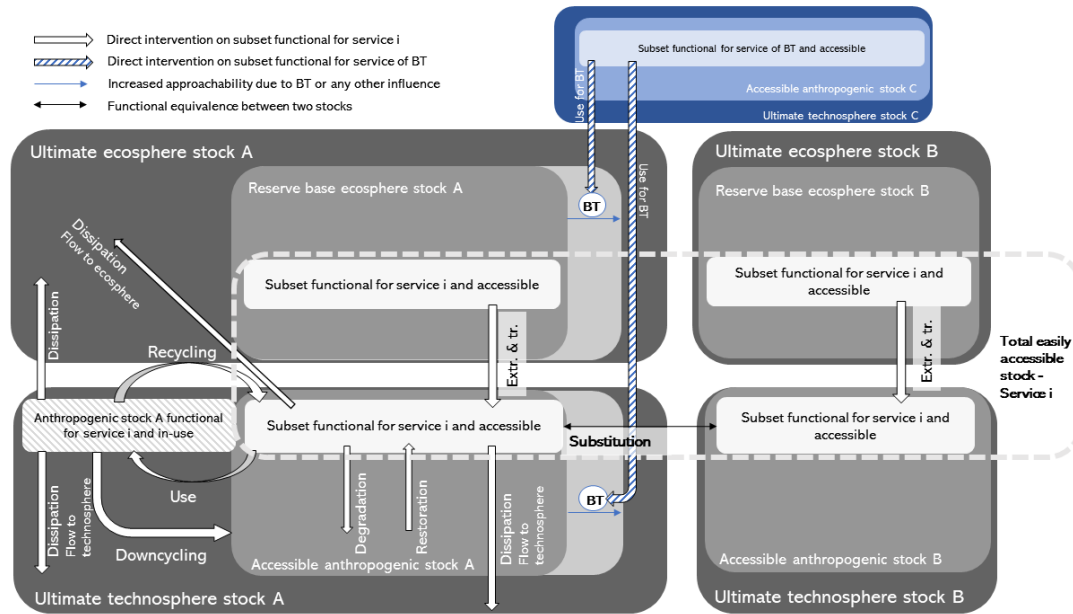 Direct intervention on subset functional for service i
Direct intervention on subset functional for service of BT
Increased approachability due to BT or any other influence
Functional equivalence between two stocks
Subset functional for service of BT and accessible
Accessible anthropogenic stock C
Ultimate technosphere stock C
Use for BT
Use for BT
Ultimate ecosphere stock A
Reserve base ecosphere stock A
BT
Dissipation
Flow to ecosphere
Subset functional for service i and accessible
Dissipation
Extr. & tr.
Recycling
Ultimate ecosphere stock B
Reserve base ecosphere stock B
Subset functional for service i and
accessible
Extr. & tr.
Total easily
accessible
stock -
Service i
Anthropogenic stock A functional
for service i and in-use
Subset functional for service i and accessible
Substitution
Subset functional for service i and
accessible
Use
Dissipation
Flow to
technosphere
Downcycling
Degradation
Restoration
Dissipation
Flow to
technosphere
BT
Accessible anthropogenic stock A
Ultimate technosphere stock A
Accessible anthropogenic stock B
Ultimate technosphere stock B